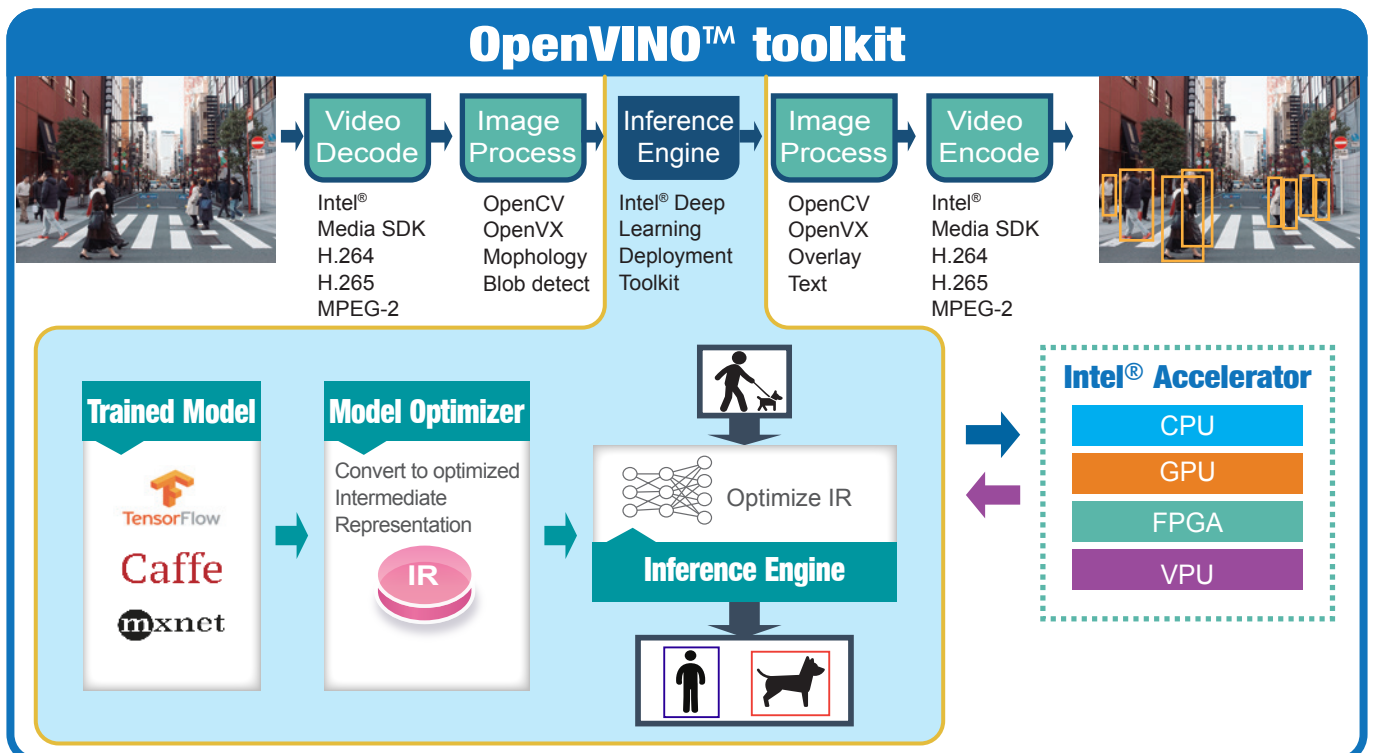 OpenVINO™ toolkit
Video
Decode
Image
Process
Inference
Engine
Image
Process
Video
Encode
Intel®
Media SDK
H.264
H.265
MPEG-2
OpenCV
OpenVX
Mophology
Blob detect
Intel® Deep
Learning
Deployment
Toolkit
OpenCV
OpenVX
Overlay
Text
Intel®
Media SDK
H.264
H.265
MPEG-2
Trained Model
TensorFlow
Caffe
mxnet
Model Optimizer
Convert to optimized
Intermediate
Representation
IR
Optimize IR
Inference Engine
Intel® Accelerator
CPU
GPU
FPGA
VPU